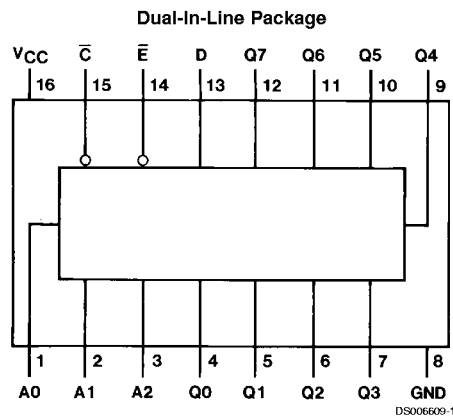 Dual-In-Line Package
VCC C̅ E̅ D Q7 Q6 Q5 Q4
16 15 14 13 12 11 10 9
1 2 3 4 5 6 7 8
A0 A1 A2 Q0 Q1 Q2 Q3 GND
DS006609-1